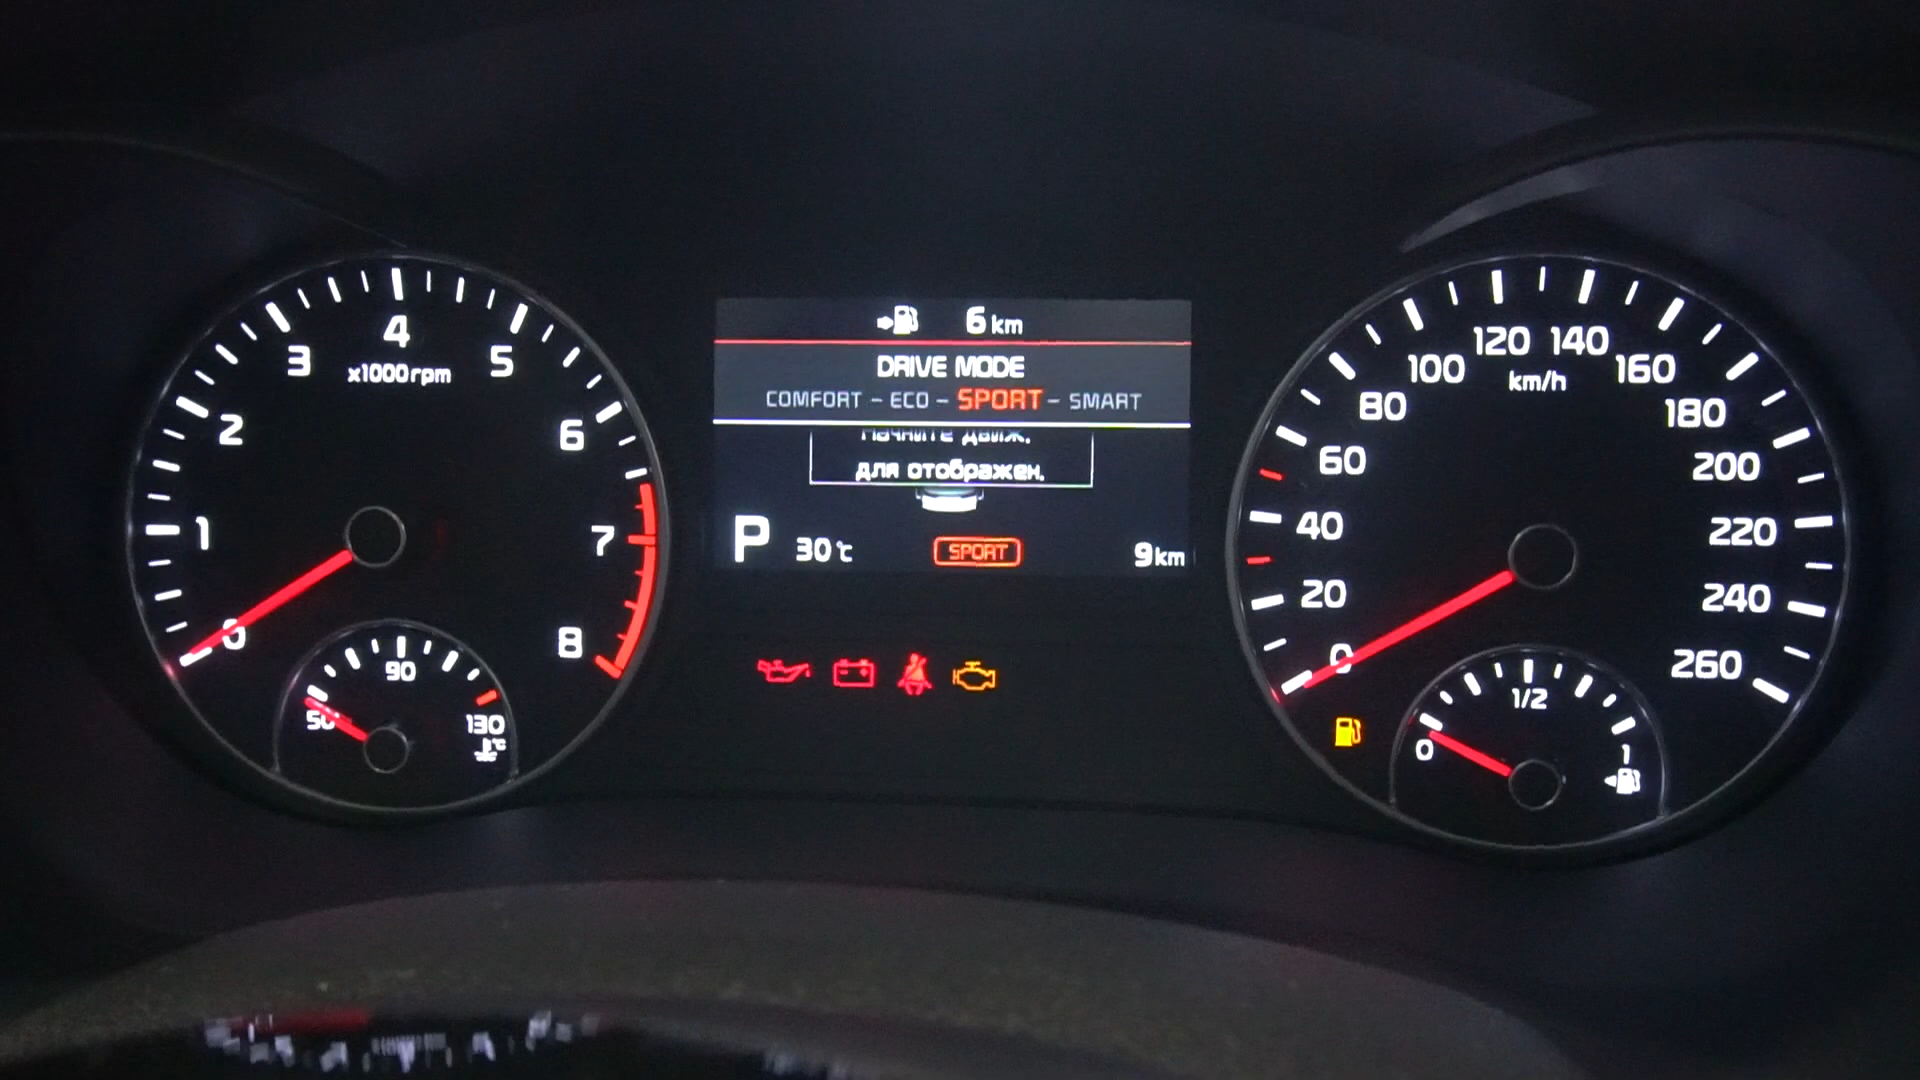 6 km
DRIVE MODE
COMFORT - ECO - SPORT - SMART
Начните движ.
для отображен.
P 30℃ SPORT 9 km
0 1 2 3 4 5 6 7 8
x1000rpm
50 90 130
°C
0 20 40 60 80 100 120 140 160 180 200 220 240 260
km/h
0 1/2 1